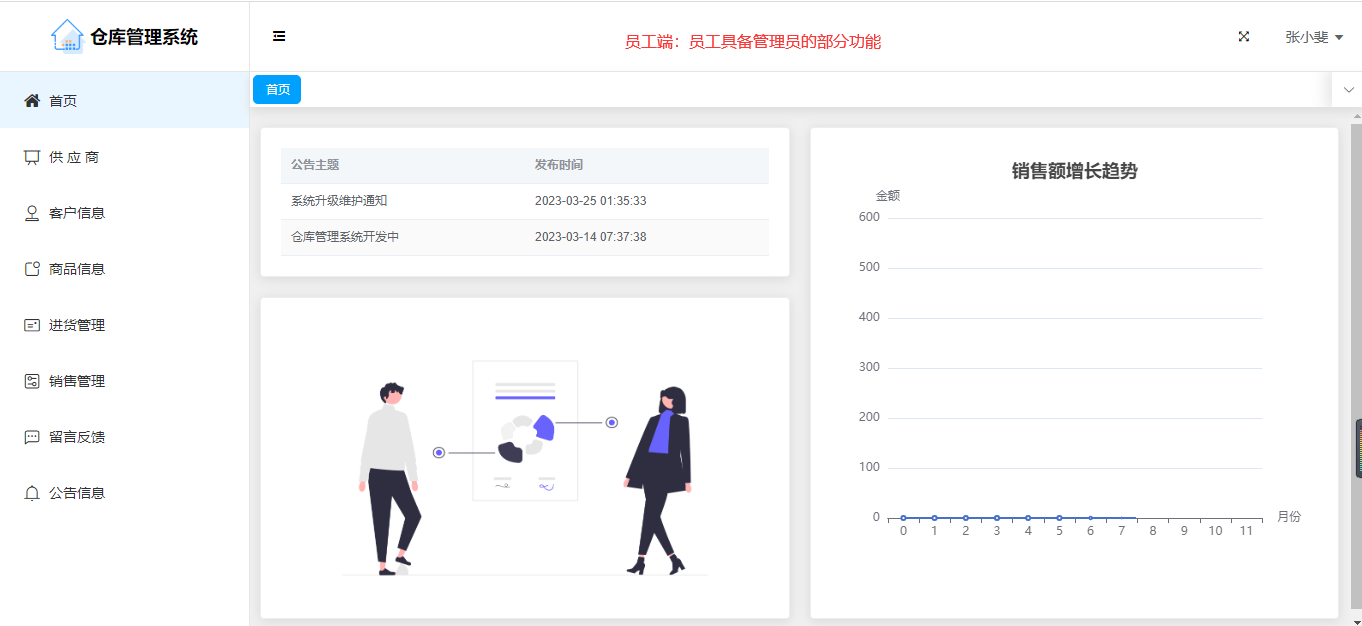 仓库管理系统
员工端：员工具备管理员的部分功能
张小斐
首页
首页
供 应 商
客户信息
商品信息
进货管理
销售管理
留言反馈
公告信息
公告主题 发布时间
系统升级维护通知 2023-03-25 01:35:33
仓库管理系统开发中 2023-03-14 07:37:38
销售额增长趋势
金额
600
500
400
300
200
100
0
0 1 2 3 4 5 6 7 8 9 10 11
月份